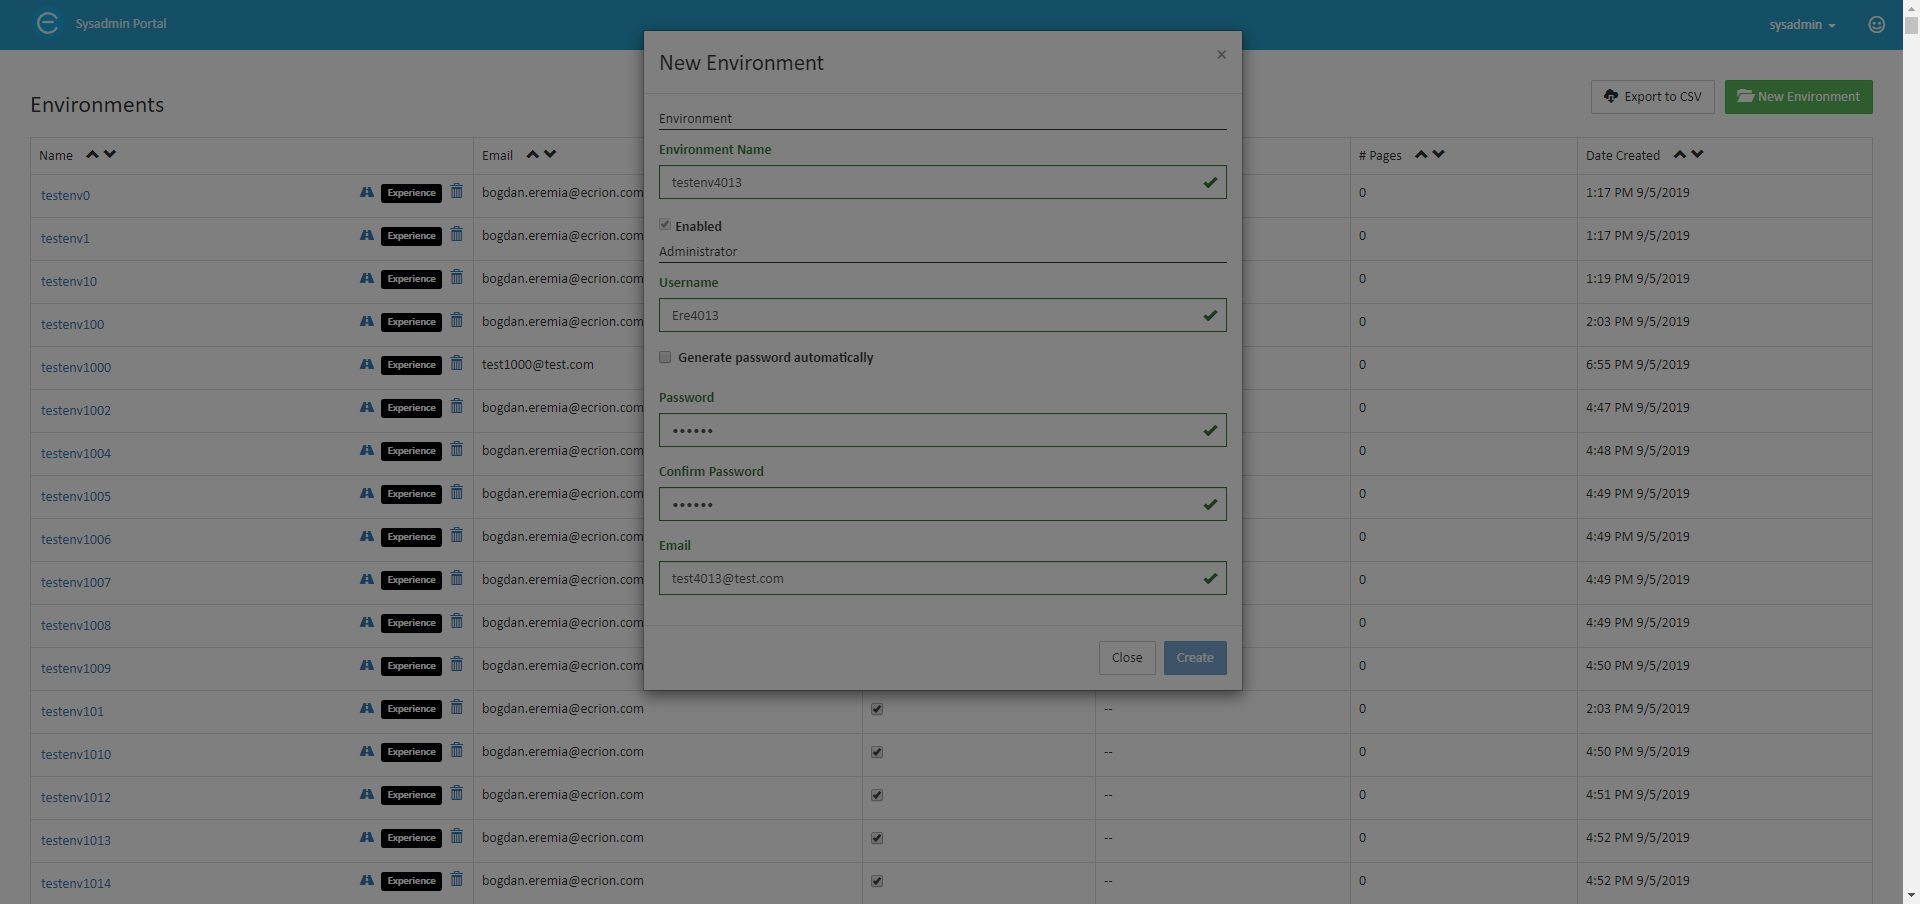 Sysadmin Portal
sysadmin
Environments
Export to CSV
New Environment
Name Email # Pages Date Created
testenv0 Experience bogdan.eremia@ecrion.com 0 1:17 PM 9/5/2019
testenv1 Experience bogdan.eremia@ecrion.com 0 1:17 PM 9/5/2019
testenv10 Experience bogdan.eremia@ecrion.com 0 1:19 PM 9/5/2019
testenv100 Experience bogdan.eremia@ecrion.com 0 2:03 PM 9/5/2019
testenv1000 Experience test1000@test.com 0 6:55 PM 9/5/2019
testenv1002 Experience bogdan.eremia@ecrion.com 0 4:47 PM 9/5/2019
testenv1004 Experience bogdan.eremia@ecrion.com 0 4:48 PM 9/5/2019
testenv1005 Experience bogdan.eremia@ecrion.com 0 4:49 PM 9/5/2019
testenv1006 Experience bogdan.eremia@ecrion.com 0 4:49 PM 9/5/2019
testenv1007 Experience bogdan.eremia@ecrion.com 0 4:49 PM 9/5/2019
testenv1008 Experience bogdan.eremia@ecrion.com 0 4:49 PM 9/5/2019
testenv1009 Experience bogdan.eremia@ecrion.com 0 4:50 PM 9/5/2019
testenv101 Experience bogdan.eremia@ecrion.com -- 0 2:03 PM 9/5/2019
testenv1010 Experience bogdan.eremia@ecrion.com -- 0 4:50 PM 9/5/2019
testenv1012 Experience bogdan.eremia@ecrion.com -- 0 4:51 PM 9/5/2019
testenv1013 Experience bogdan.eremia@ecrion.com -- 0 4:52 PM 9/5/2019
testenv1014 Experience bogdan.eremia@ecrion.com -- 0 4:52 PM 9/5/2019
New Environment ×
Environment
Environment Name
testenv4013
Enabled
Administrator
Username
Ere4013
Generate password automatically
Password
••••••
Confirm Password
••••••
Email
test4013@test.com
Close Create